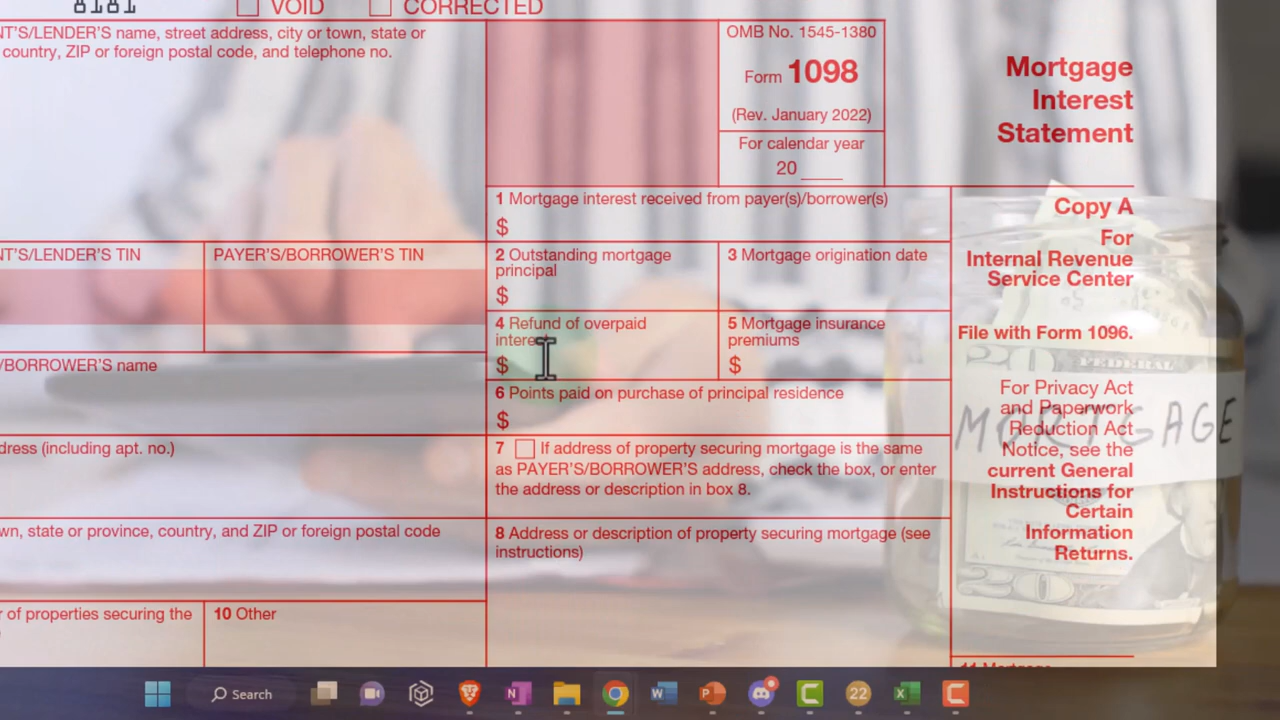 8181
VOID
CORRECTED
NT'S/LENDER'S name, street address, city or town, state or
country, ZIP or foreign postal code, and telephone no.
OMB No. 1545-1380
Form 1098
(Rev. January 2022)
For calendar year
20
Mortgage
Interest
Statement
1 Mortgage interest received from payer(s)/borrower(s)
$
Copy A
For
Internal Revenue
Service Center
File with Form 1096.
For Privacy Act
and Paperwork
Reduction Act
Notice, see the
current General
Instructions for
Certain
Information
Returns.
NT'S/LENDER'S TIN
PAYER'S/BORROWER'S TIN
2 Outstanding mortgage
principal
$
3 Mortgage origination date
4 Refund of overpaid
$
5 Mortgage insurance
premiums
$
/BORROWER'S name
6 Points paid on purchase of principal residence
$
dress (including apt. no.)
7 If address of property securing mortgage is the same
as PAYER'S/BORROWER'S address, check the box, or enter
the address or description in box 8.
wn, state or province, country, and ZIP or foreign postal code
8 Address or description of property securing mortgage (see
instructions)
r of properties securing the
10 Other
MORTGAGE
FEDERAL
20
Search
22